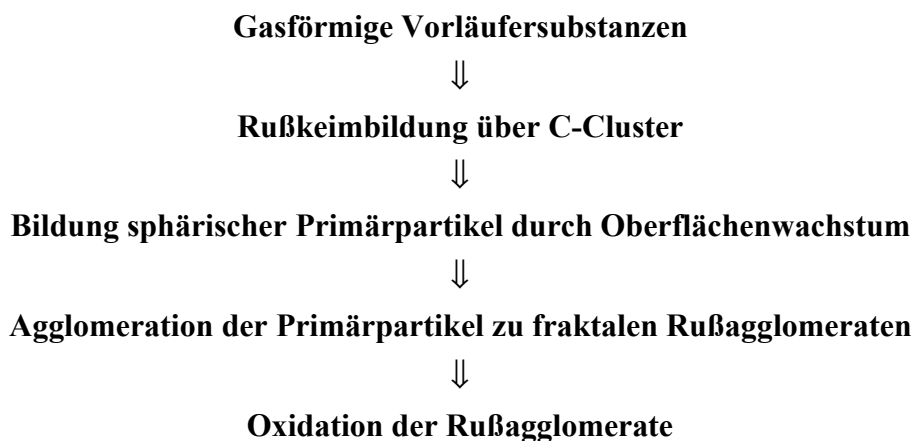 Gasförmige Vorläufersubstanzen
⇓
Rußkeimbildung über C-Cluster
⇓
Bildung sphärischer Primärpartikel durch Oberflächenwachstum
⇓
Agglomeration der Primärpartikel zu fraktalen Rußagglomeraten
⇓
Oxidation der Rußagglomerate